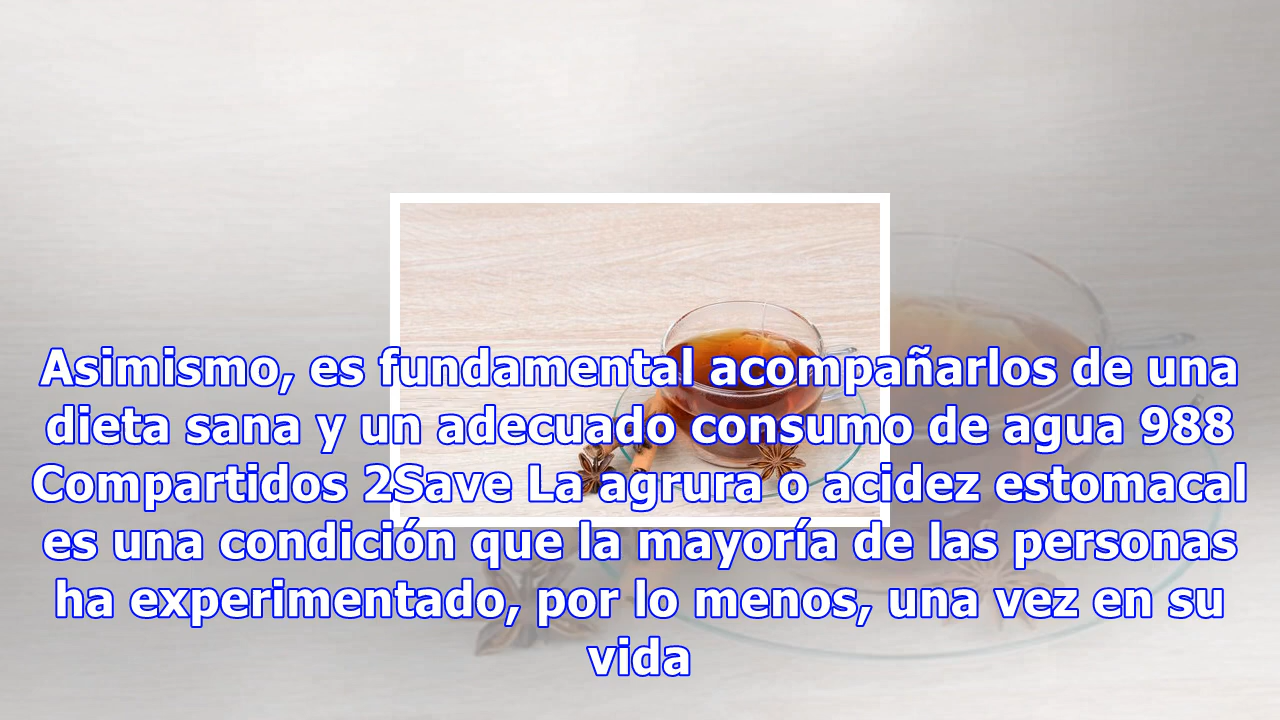 Asimismo, es fundamental acompañarlos de una
dieta sana y un adecuado consumo de agua 988
Compartidos 2Save La agrura o acidez estomacal
es una condición que la mayoría de las personas
ha experimentado, por lo menos, una vez en su
vida